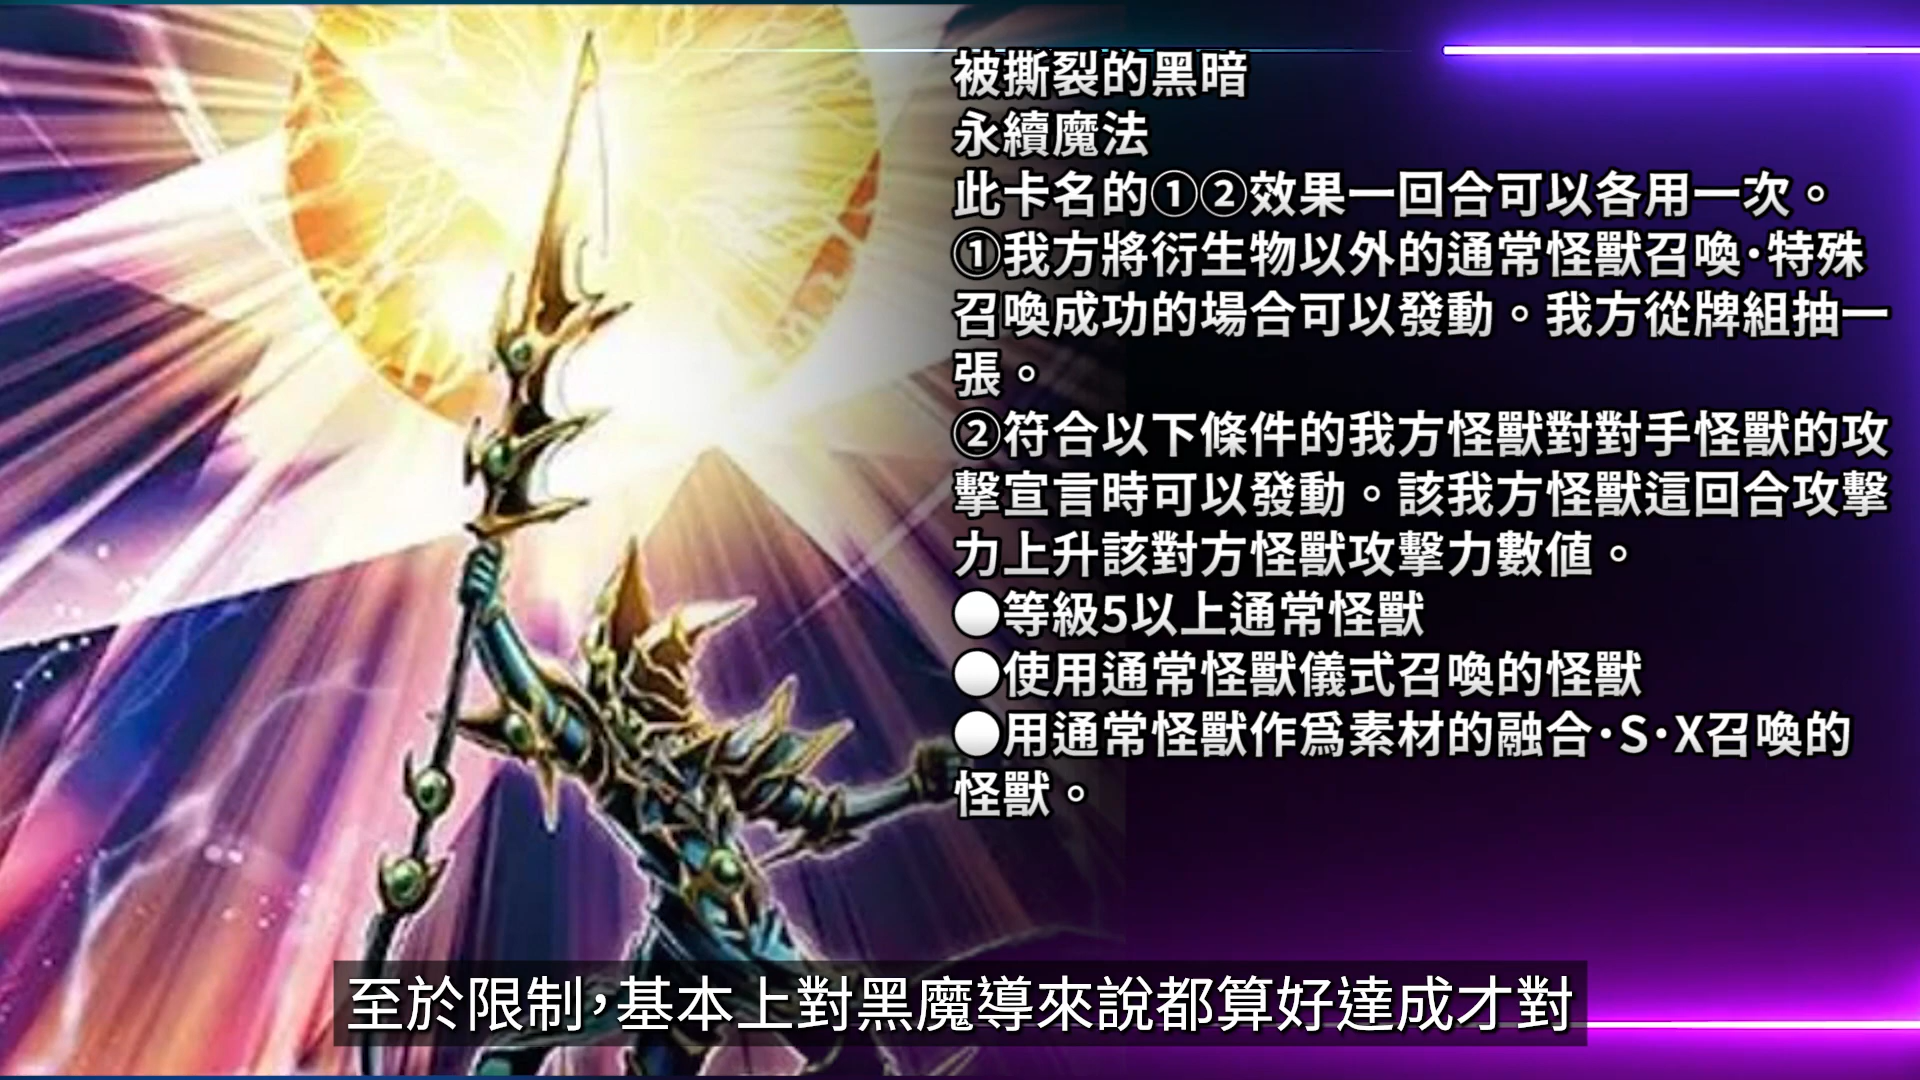 被撕裂的黑暗
永續魔法
此卡名的①②效果一回合可以各用一次。
①我方將衍生物以外的通常怪獸召喚·特殊
召喚成功的場合可以發動。我方從牌組抽一
張。
②符合以下條件的我方怪獸對對手怪獸的攻
擊宣言時可以發動。該我方怪獸這回合攻擊
力上升該對方怪獸攻擊力數值。
●等級5以上通常怪獸
●使用通常怪獸儀式召喚的怪獸
●用通常怪獸作爲素材的融合·S·X召喚的
怪獸。
至於限制,基本上對黑魔導來說都算好達成才對